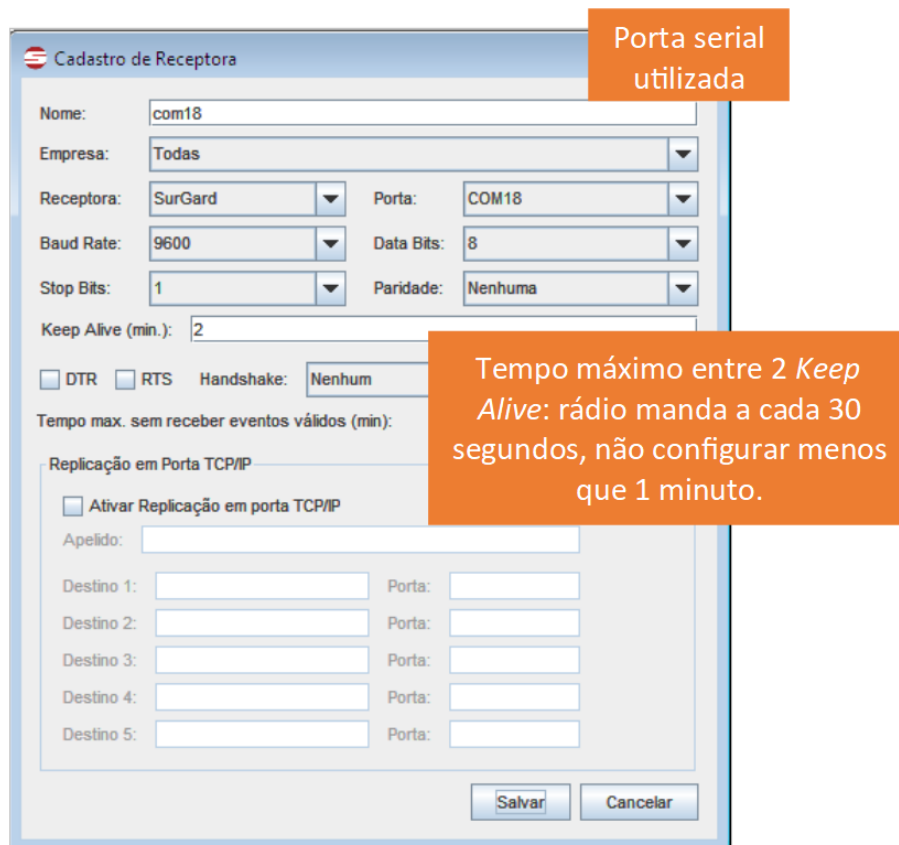 Porta serial
utilizada
Cadastro de Receptora
Nome: com18
Empresa: Todas
Receptora: SurGard Porta: COM18
Baud Rate: 9600 Data Bits: 8
Stop Bits: 1 Paridade: Nenhuma
Keep Alive (min.): 2
DTR RTS Handshake: Nenhum
Tempo max. sem receber eventos válidos (min):
Tempo máximo entre 2 Keep
Alive: rádio manda a cada 30
segundos, não configurar menos
que 1 minuto.
Replicação em Porta TCP/IP
Ativar Replicação em porta TCP/IP
Apelido:
Destino 1: Porta:
Destino 2: Porta:
Destino 3: Porta:
Destino 4: Porta:
Destino 5: Porta:
Salvar Cancelar